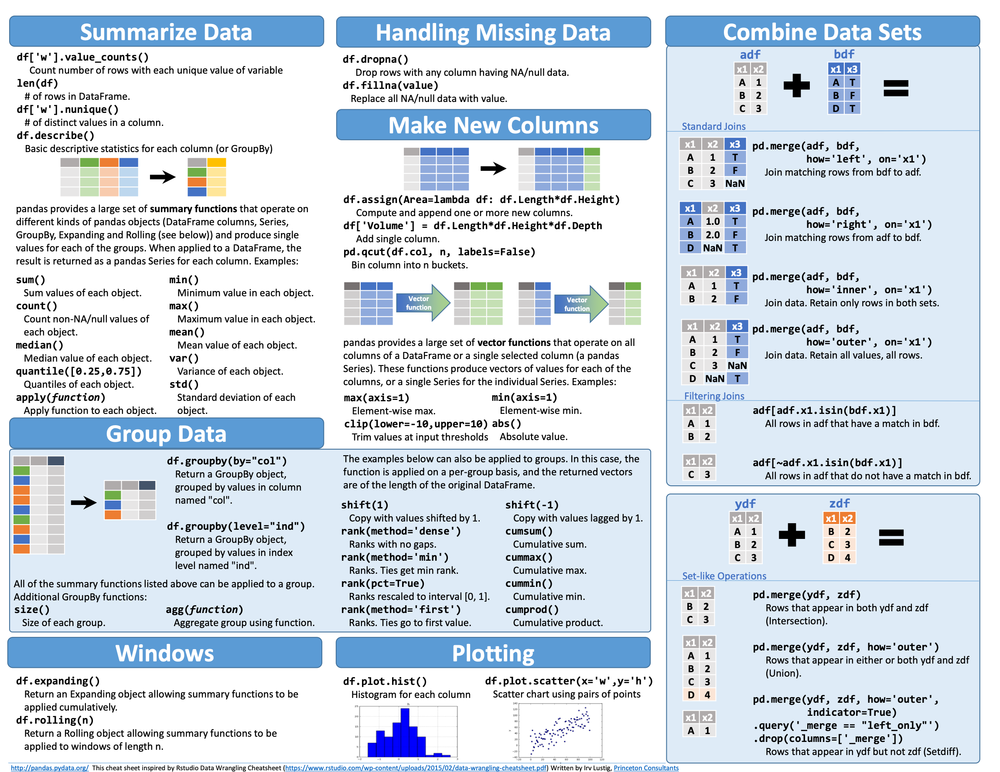 Summarize Data
df['w'].value_counts()
Count number of rows with each unique value of variable
len(df)
# of rows in DataFrame.
df['w'].nunique()
# of distinct values in a column.
df.describe()
Basic descriptive statistics for each column (or GroupBy)
pandas provides a large set of summary functions that operate on
different kinds of pandas objects (DataFrame columns, Series,
GroupBy, Expanding and Rolling (see below)) and produce single
values for each of the groups. When applied to a DataFrame, the
result is returned as a pandas Series for each column. Examples:
sum()
Sum values of each object.
count()
Count non-NA/null values of
each object.
median()
Median value of each object.
quantile([0.25,0.75])
Quantiles of each object.
apply(function)
Apply function to each object.
min()
Minimum value in each object.
max()
Maximum value in each object.
mean()
Mean value of each object.
var()
Variance of each object.
std()
Standard deviation of each
object.
Group Data
df.groupby(by="col")
Return a GroupBy object,
grouped by values in column
named "col".
df.groupby(level="ind")
Return a GroupBy object,
grouped by values in index
level named "ind".
All of the summary functions listed above can be applied to a group.
Additional GroupBy functions:
size()
Size of each group.
agg(function)
Aggregate group using function.
Windows
df.expanding()
Return an Expanding object allowing summary functions to be
applied cumulatively.
df.rolling(n)
Return a Rolling object allowing summary functions to be
applied to windows of length n.
Handling Missing Data
df.dropna()
Drop rows with any column having NA/null data.
df.fillna(value)
Replace all NA/null data with value.
Make New Columns
df.assign(Area=lambda df: df.Length*df.Height)
Compute and append one or more new columns.
df['Volume'] = df.Length*df.Height*df.Depth
Add single column.
pd.qcut(df.col, n, labels=False)
Bin column into n buckets.
Vector
function
Vector
function
pandas provides a large set of vector functions that operate on all
columns of a DataFrame or a single selected column (a pandas
Series). These functions produce vectors of values for each of the
columns, or a single Series for the individual Series. Examples:
max(axis=1)
Element-wise max.
clip(lower=-10,upper=10)
Trim values at input thresholds
min(axis=1)
Element-wise min.
abs()
Absolute value.
The examples below can also be applied to groups. In this case, the
function is applied on a per-group basis, and the returned vectors
are of the length of the original DataFrame.
shift(1)
Copy with values shifted by 1.
rank(method='dense')
Ranks with no gaps.
rank(method='min')
Ranks. Ties get min rank.
rank(pct=True)
Ranks rescaled to interval [0, 1].
rank(method='first')
Ranks. Ties go to first value.
shift(-1)
Copy with values lagged by 1.
cumsum()
Cumulative sum.
cummax()
Cumulative max.
cummin()
Cumulative min.
cumprod()
Cumulative product.
Plotting
df.plot.hist()
Histogram for each column
h
25
20
15
10
5
0
-2 -1 0 1 2 3
df.plot.scatter(x='w',y='h')
Scatter chart using pairs of points
140
120
100
80
60
40
20
0
-20
-40
-20 0 20 40 60 80 100 120
Combine Data Sets
adf bdf
x1 x2 x1 x3
A 1 A T
B 2 B F
C 3 D T
Standard Joins
x1 x2 x3
A 1 T
B 2 F
C 3 NaN
pd.merge(adf, bdf,
how='left', on='x1')
Join matching rows from bdf to adf.
x1 x2 x3
A 1.0 T
B 2.0 F
D NaN T
pd.merge(adf, bdf,
how='right', on='x1')
Join matching rows from adf to bdf.
x1 x2 x3
A 1 T
B 2 F
pd.merge(adf, bdf,
how='inner', on='x1')
Join data. Retain only rows in both sets.
x1 x2 x3
A 1 T
B 2 F
C 3 NaN
D NaN T
pd.merge(adf, bdf,
how='outer', on='x1')
Join data. Retain all values, all rows.
Filtering Joins
x1 x2
A 1
B 2
adf[adf.x1.isin(bdf.x1)]
All rows in adf that have a match in bdf.
x1 x2
C 3
adf[~adf.x1.isin(bdf.x1)]
All rows in adf that do not have a match in bdf.
ydf zdf
x1 x2 x1 x2
A 1 B 2
B 2 C 3
C 3 D 4
Set-like Operations
x1 x2
B 2
C 3
pd.merge(ydf, zdf)
Rows that appear in both ydf and zdf
(Intersection).
x1 x2
A 1
B 2
C 3
D 4
pd.merge(ydf, zdf, how='outer')
Rows that appear in either or both ydf and zdf
(Union).
x1 x2
A 1
pd.merge(ydf, zdf, how='outer',
indicator=True)
.query('_merge == "left_only"')
.drop(columns=['_merge'])
Rows that appear in ydf but not zdf (Setdiff).
http://pandas.pydata.org/ This cheat sheet inspired by Rstudio Data Wrangling Cheatsheet (https://www.rstudio.com/wp-content/uploads/2015/02/data-wrangling-cheatsheet.pdf) Written by Irv Lustig, Princeton Consultants